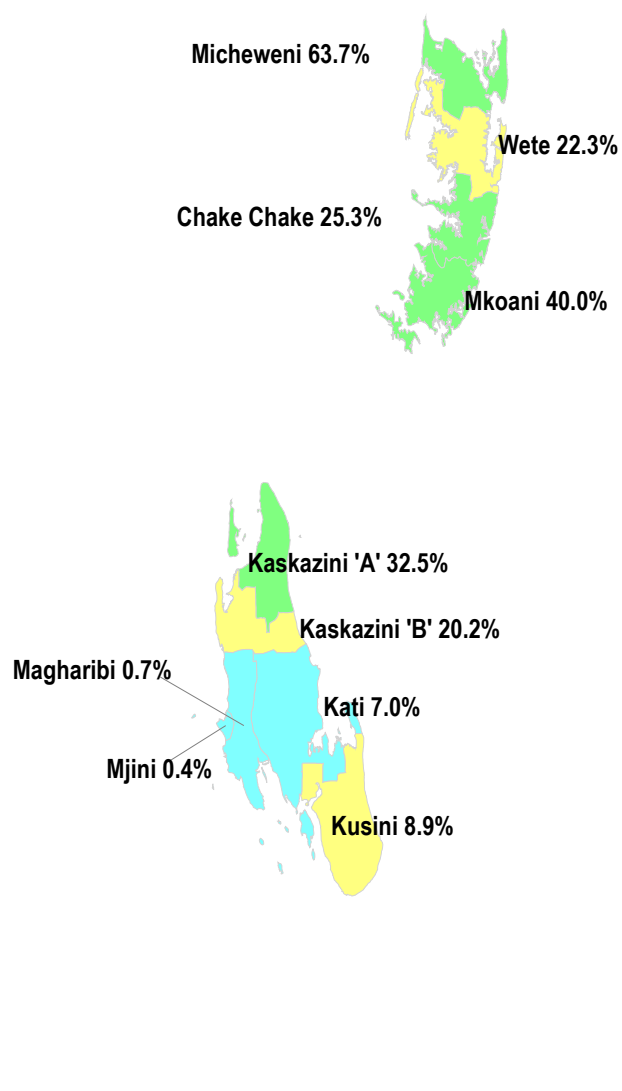 Micheweni 63.7%
Wete 22.3%
Chake Chake 25.3%
Mkoani 40.0%
Kaskazini 'A' 32.5%
Kaskazini 'B' 20.2%
Magharibi 0.7%
Kati 7.0%
Mjini 0.4%
Kusini 8.9%